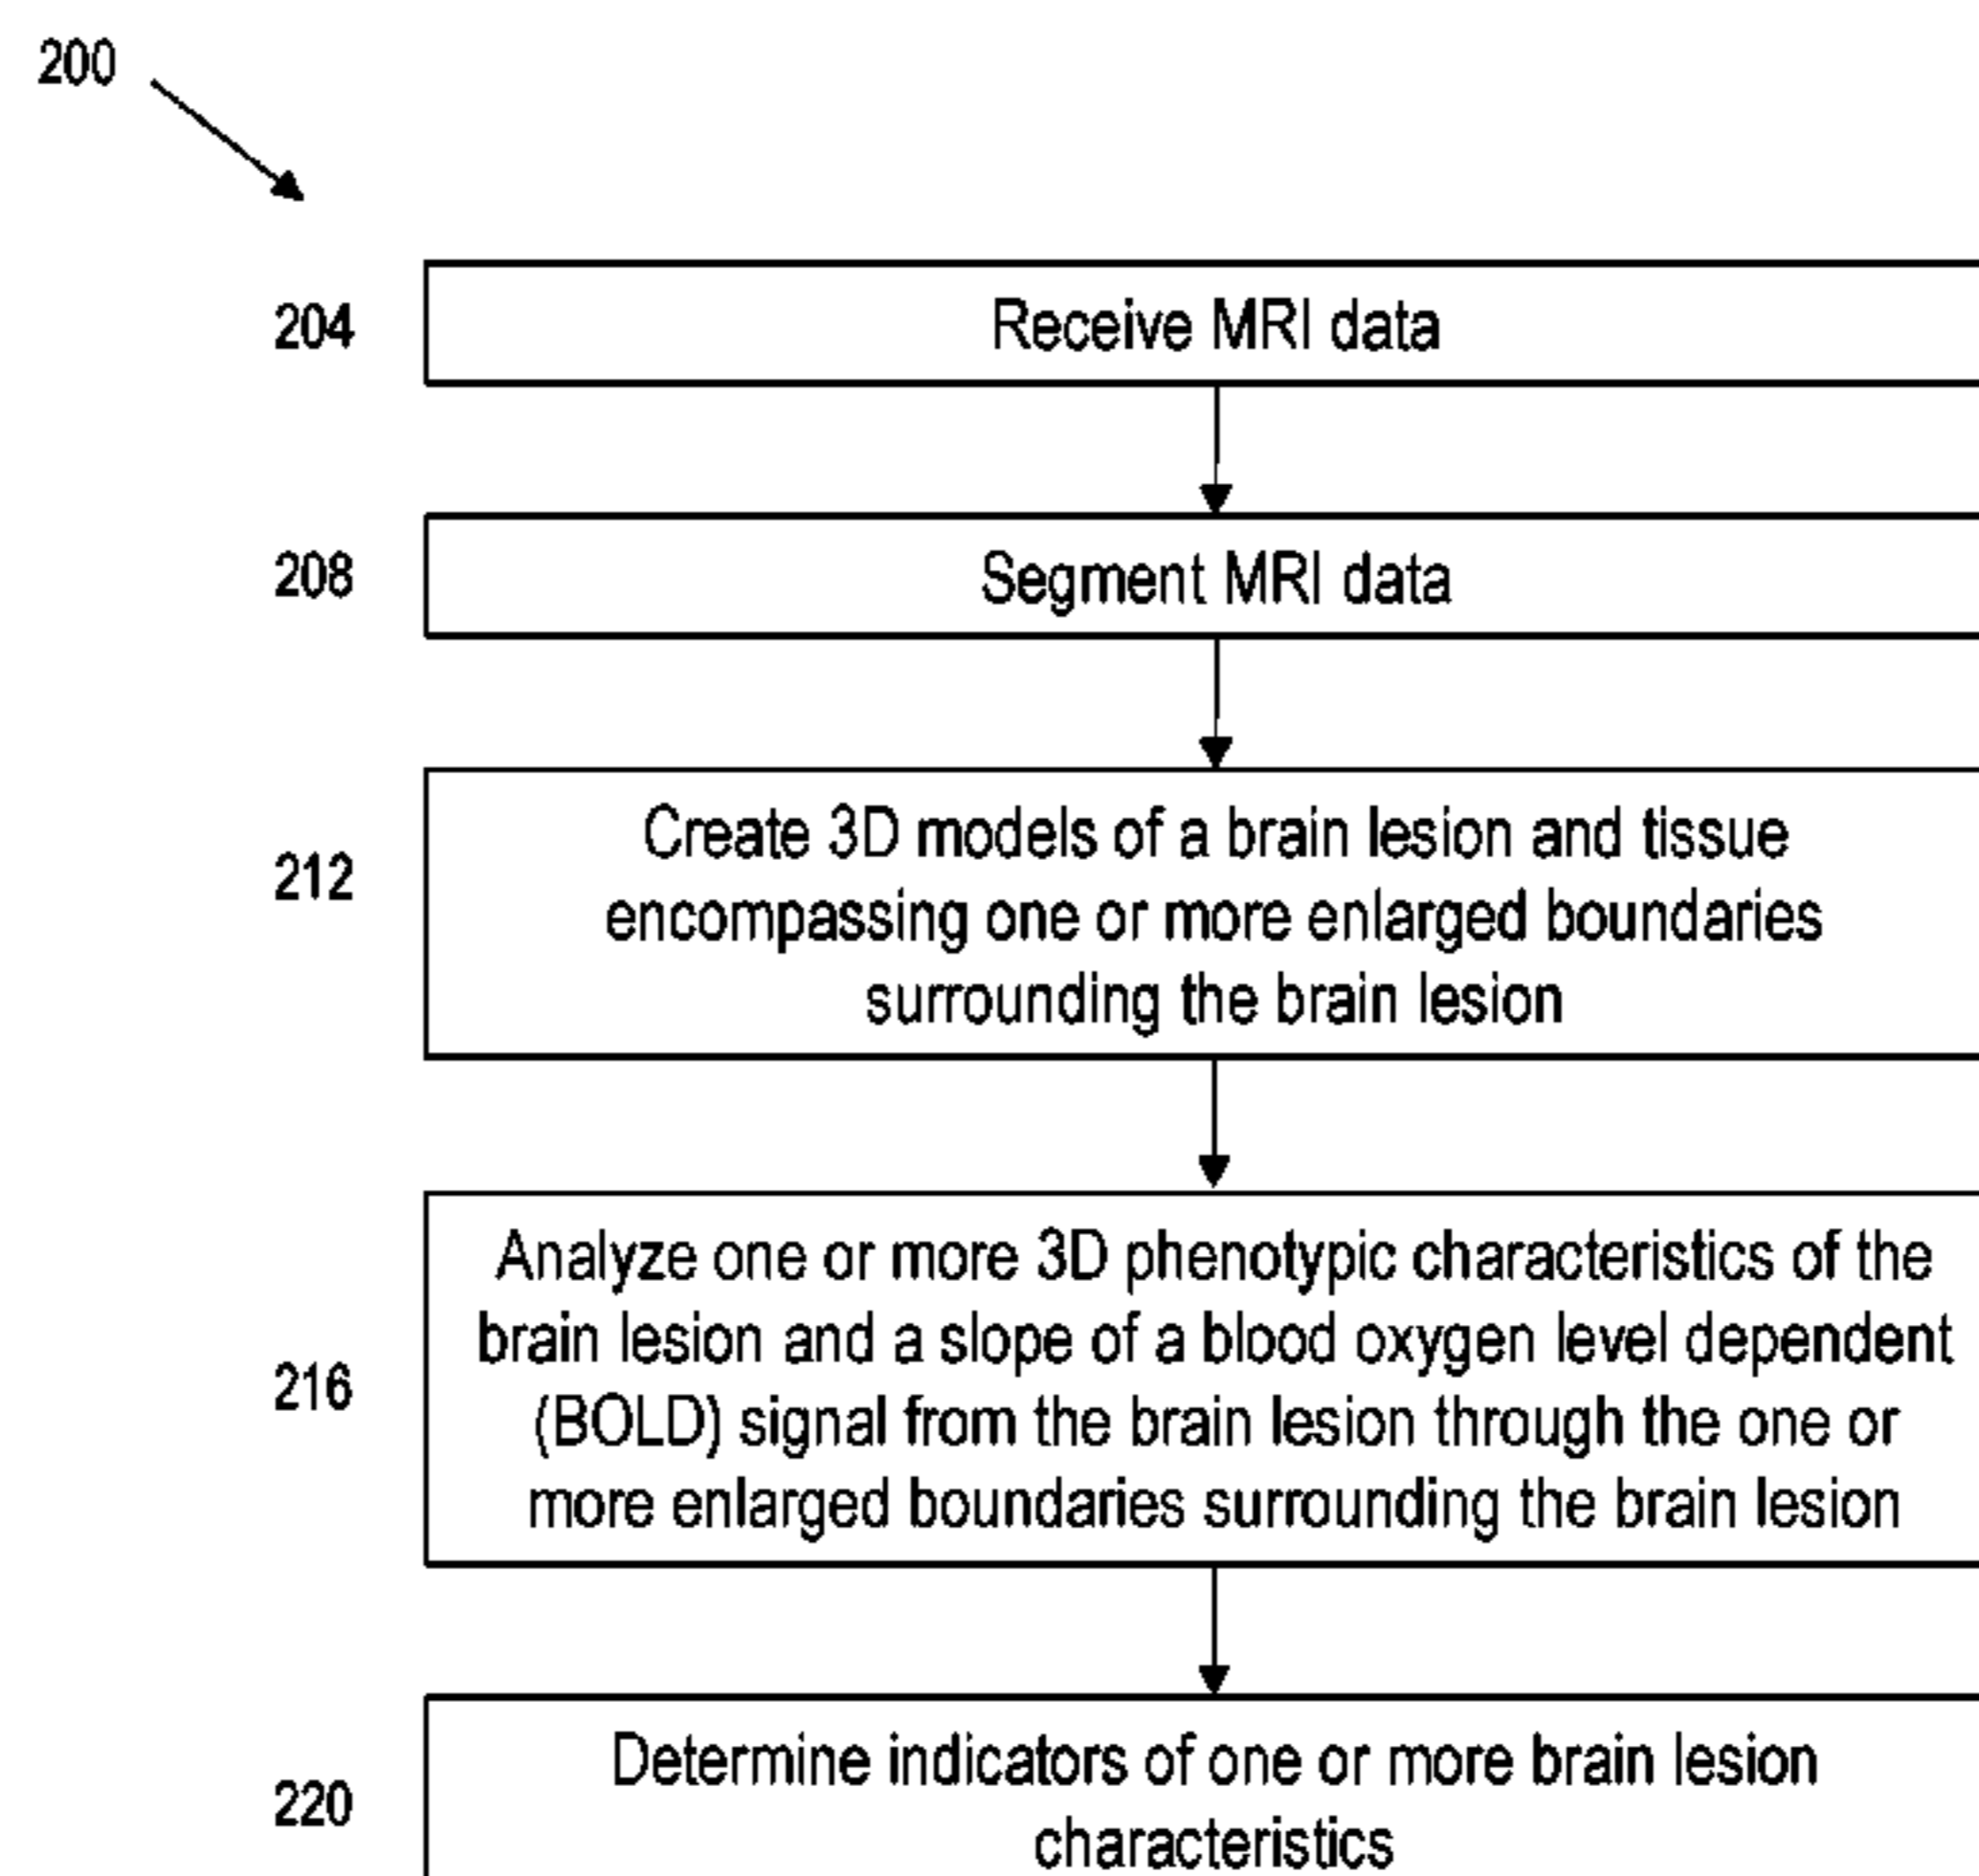 200
204
Receive MRI data
208
Segment MRI data
212
Create 3D models of a brain lesion and tissue
encompassing one or more enlarged boundaries
surrounding the brain lesion
216
Analyze one or more 3D phenotypic characteristics of the
brain lesion and a slope of a blood oxygen level dependent
(BOLD) signal from the brain lesion through the one or
more enlarged boundaries surrounding the brain lesion
220
Determine indicators of one or more brain lesion
characteristics